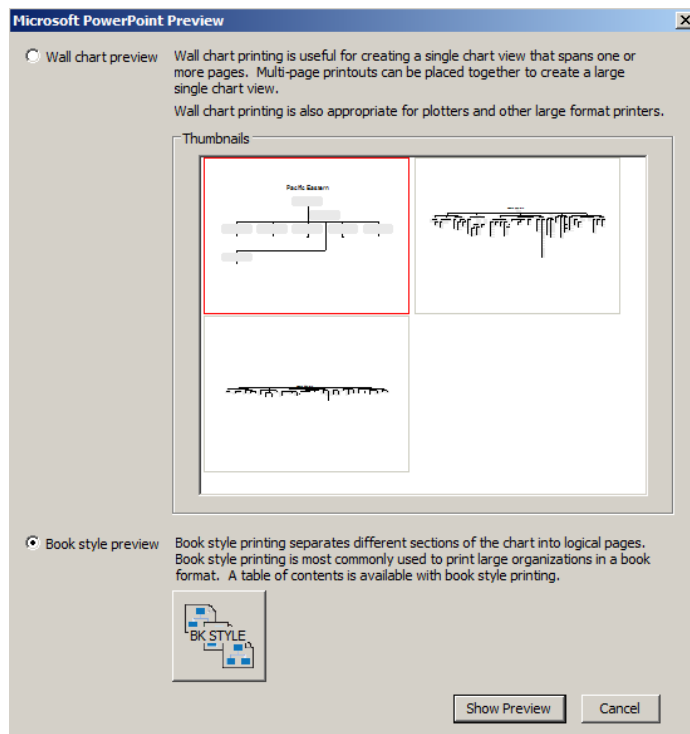 Microsoft PowerPoint Preview
Wall chart preview
Wall chart printing is useful for creating a single chart view that spans one or
more pages. Multi-page printouts can be placed together to create a large
single chart view.
Wall chart printing is also appropriate for plotters and other large format printers.
Thumbnails
Pacific Eastern
Book style preview
Book style printing separates different sections of the chart into logical pages.
Book style printing is most commonly used to print large organizations in a book
format. A table of contents is available with book style printing.
BK STYLE
Show Preview
Cancel